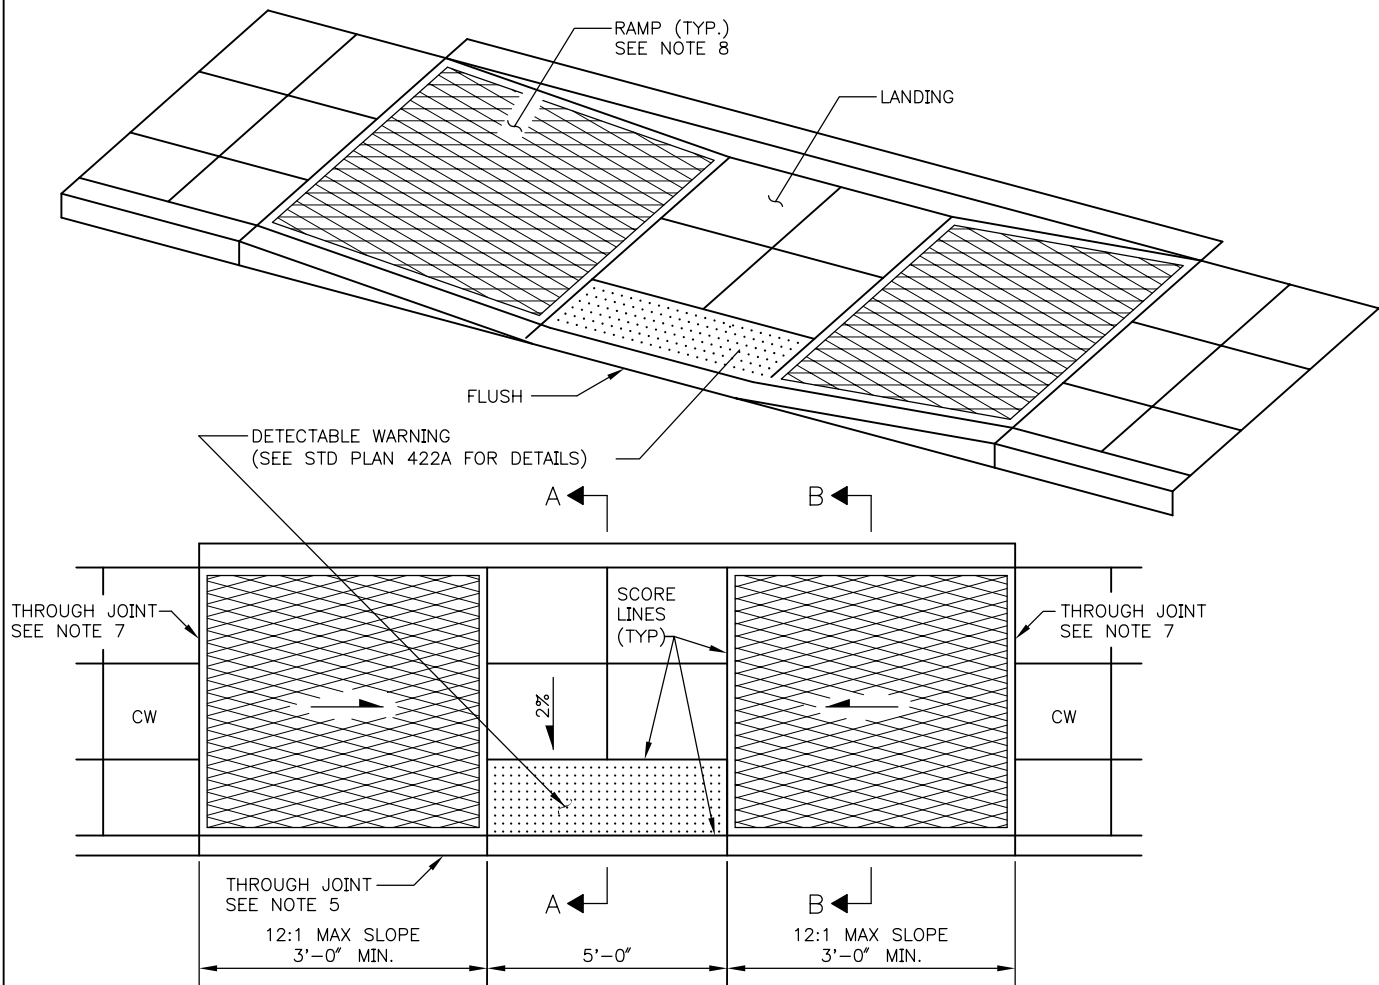 RAMP (TYP.)
SEE NOTE 8
LANDING
FLUSH
DETECTABLE WARNING
(SEE STD PLAN 422A FOR DETAILS)
A
B
THROUGH JOINT
SEE NOTE 7
SCORE
LINES
(TYP)
THROUGH JOINT
SEE NOTE 7
CW
2%
CW
THROUGH JOINT
SEE NOTE 5
A
B
12:1 MAX SLOPE
3'-0" MIN.
5'-0"
12:1 MAX SLOPE
3'-0" MIN.